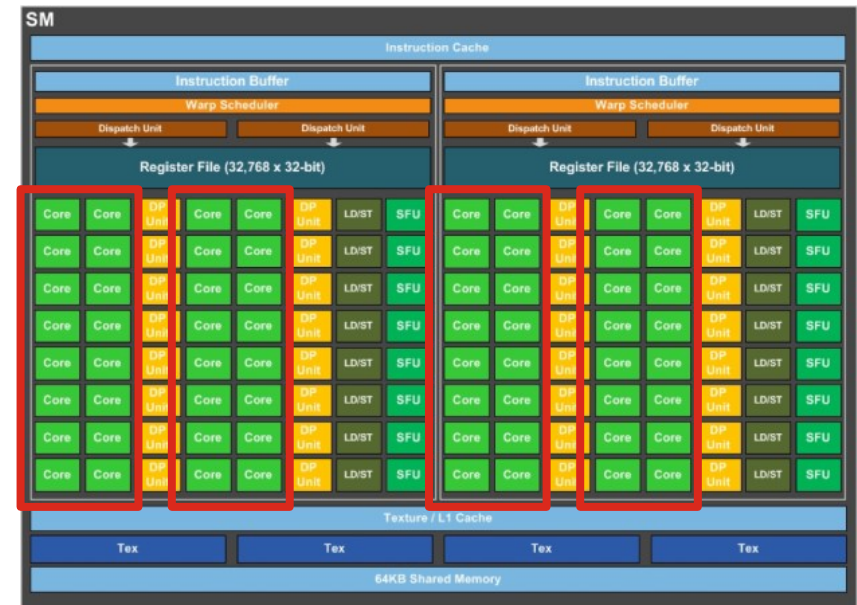 SM
Instruction Cache
Instruction Buffer Instruction Buffer
Warp Scheduler Warp Scheduler
Dispatch Unit Dispatch Unit Dispatch Unit Dispatch Unit
Register File (32,768 x 32-bit) Register File (32,768 x 32-bit)
Core Core DP Unit Core Core DP Unit LD/ST SFU Core Core DP Unit Core Core DP Unit LD/ST SFU
Core Core DP Unit Core Core DP Unit LD/ST SFU Core Core DP Unit Core Core DP Unit LD/ST SFU
Core Core DP Unit Core Core DP Unit LD/ST SFU Core Core DP Unit Core Core DP Unit LD/ST SFU
Core Core DP Unit Core Core DP Unit LD/ST SFU Core Core DP Unit Core Core DP Unit LD/ST SFU
Core Core DP Unit Core Core DP Unit LD/ST SFU Core Core DP Unit Core Core DP Unit LD/ST SFU
Core Core DP Unit Core Core DP Unit LD/ST SFU Core Core DP Unit Core Core DP Unit LD/ST SFU
Core Core DP Unit Core Core DP Unit LD/ST SFU Core Core DP Unit Core Core DP Unit LD/ST SFU
Core Core DP Unit Core Core DP Unit LD/ST SFU Core Core DP Unit Core Core DP Unit LD/ST SFU
Texture / L1 Cache
Tex Tex Tex Tex
64KB Shared Memory